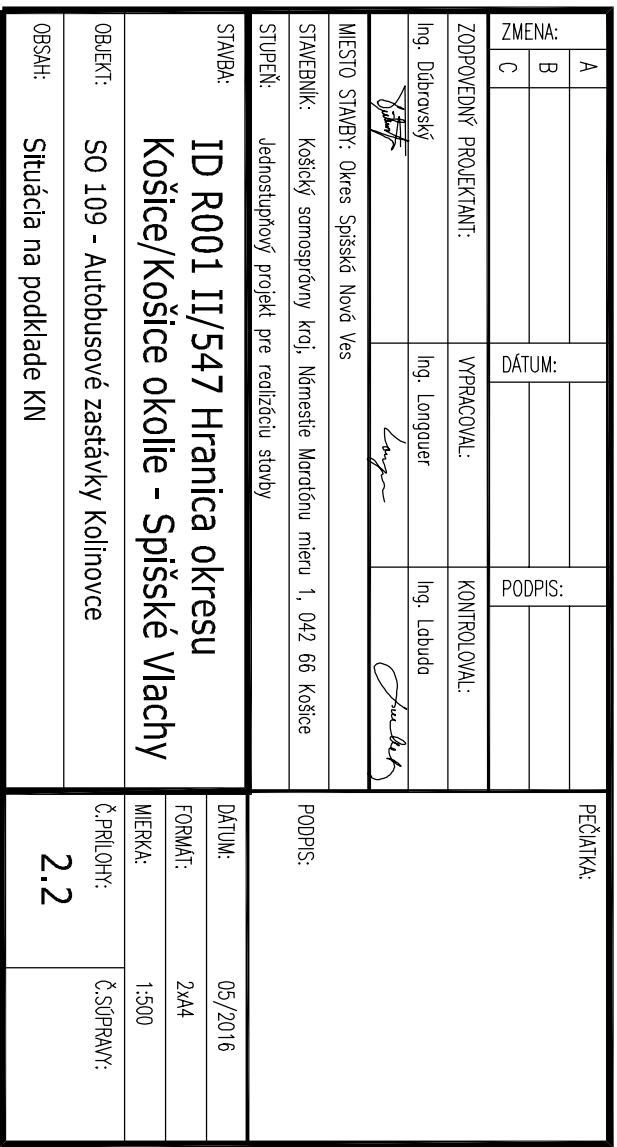 ZMENA:
DÁTUM:
PODPIS:
PEČIATKA:
A
B
C
ZODPOVEDNÝ PROJEKTANT:
VYPRACOVAL:
KONTROLOVAL:
Ing. Dúbravský
Ing. Longauer
Ing. Labuda
MIESTO STAVBY: Okres Spišská Nová Ves
STAVEBNÍK: Košický samosprávny kraj, Námestie Maratónu mieru 1, 042 66 Košice
STUPEŇ: Jednostupňový projekt pre realizáciu stavby
PODPIS:
STAVBA:
ID R001 II/547 Hranica okresu
Košice/Košice okolie - Spišské Vlachy
OBJEKT: SO 109 - Autobusové zastávky Kolinovce
OBSAH: Situácia na podklade KN
DÁTUM: 05/2016
FORMÁT: 2xA4
MIERKA: 1:500
Č.PRÍLOHY: Č.SÚPRAVY:
2.2